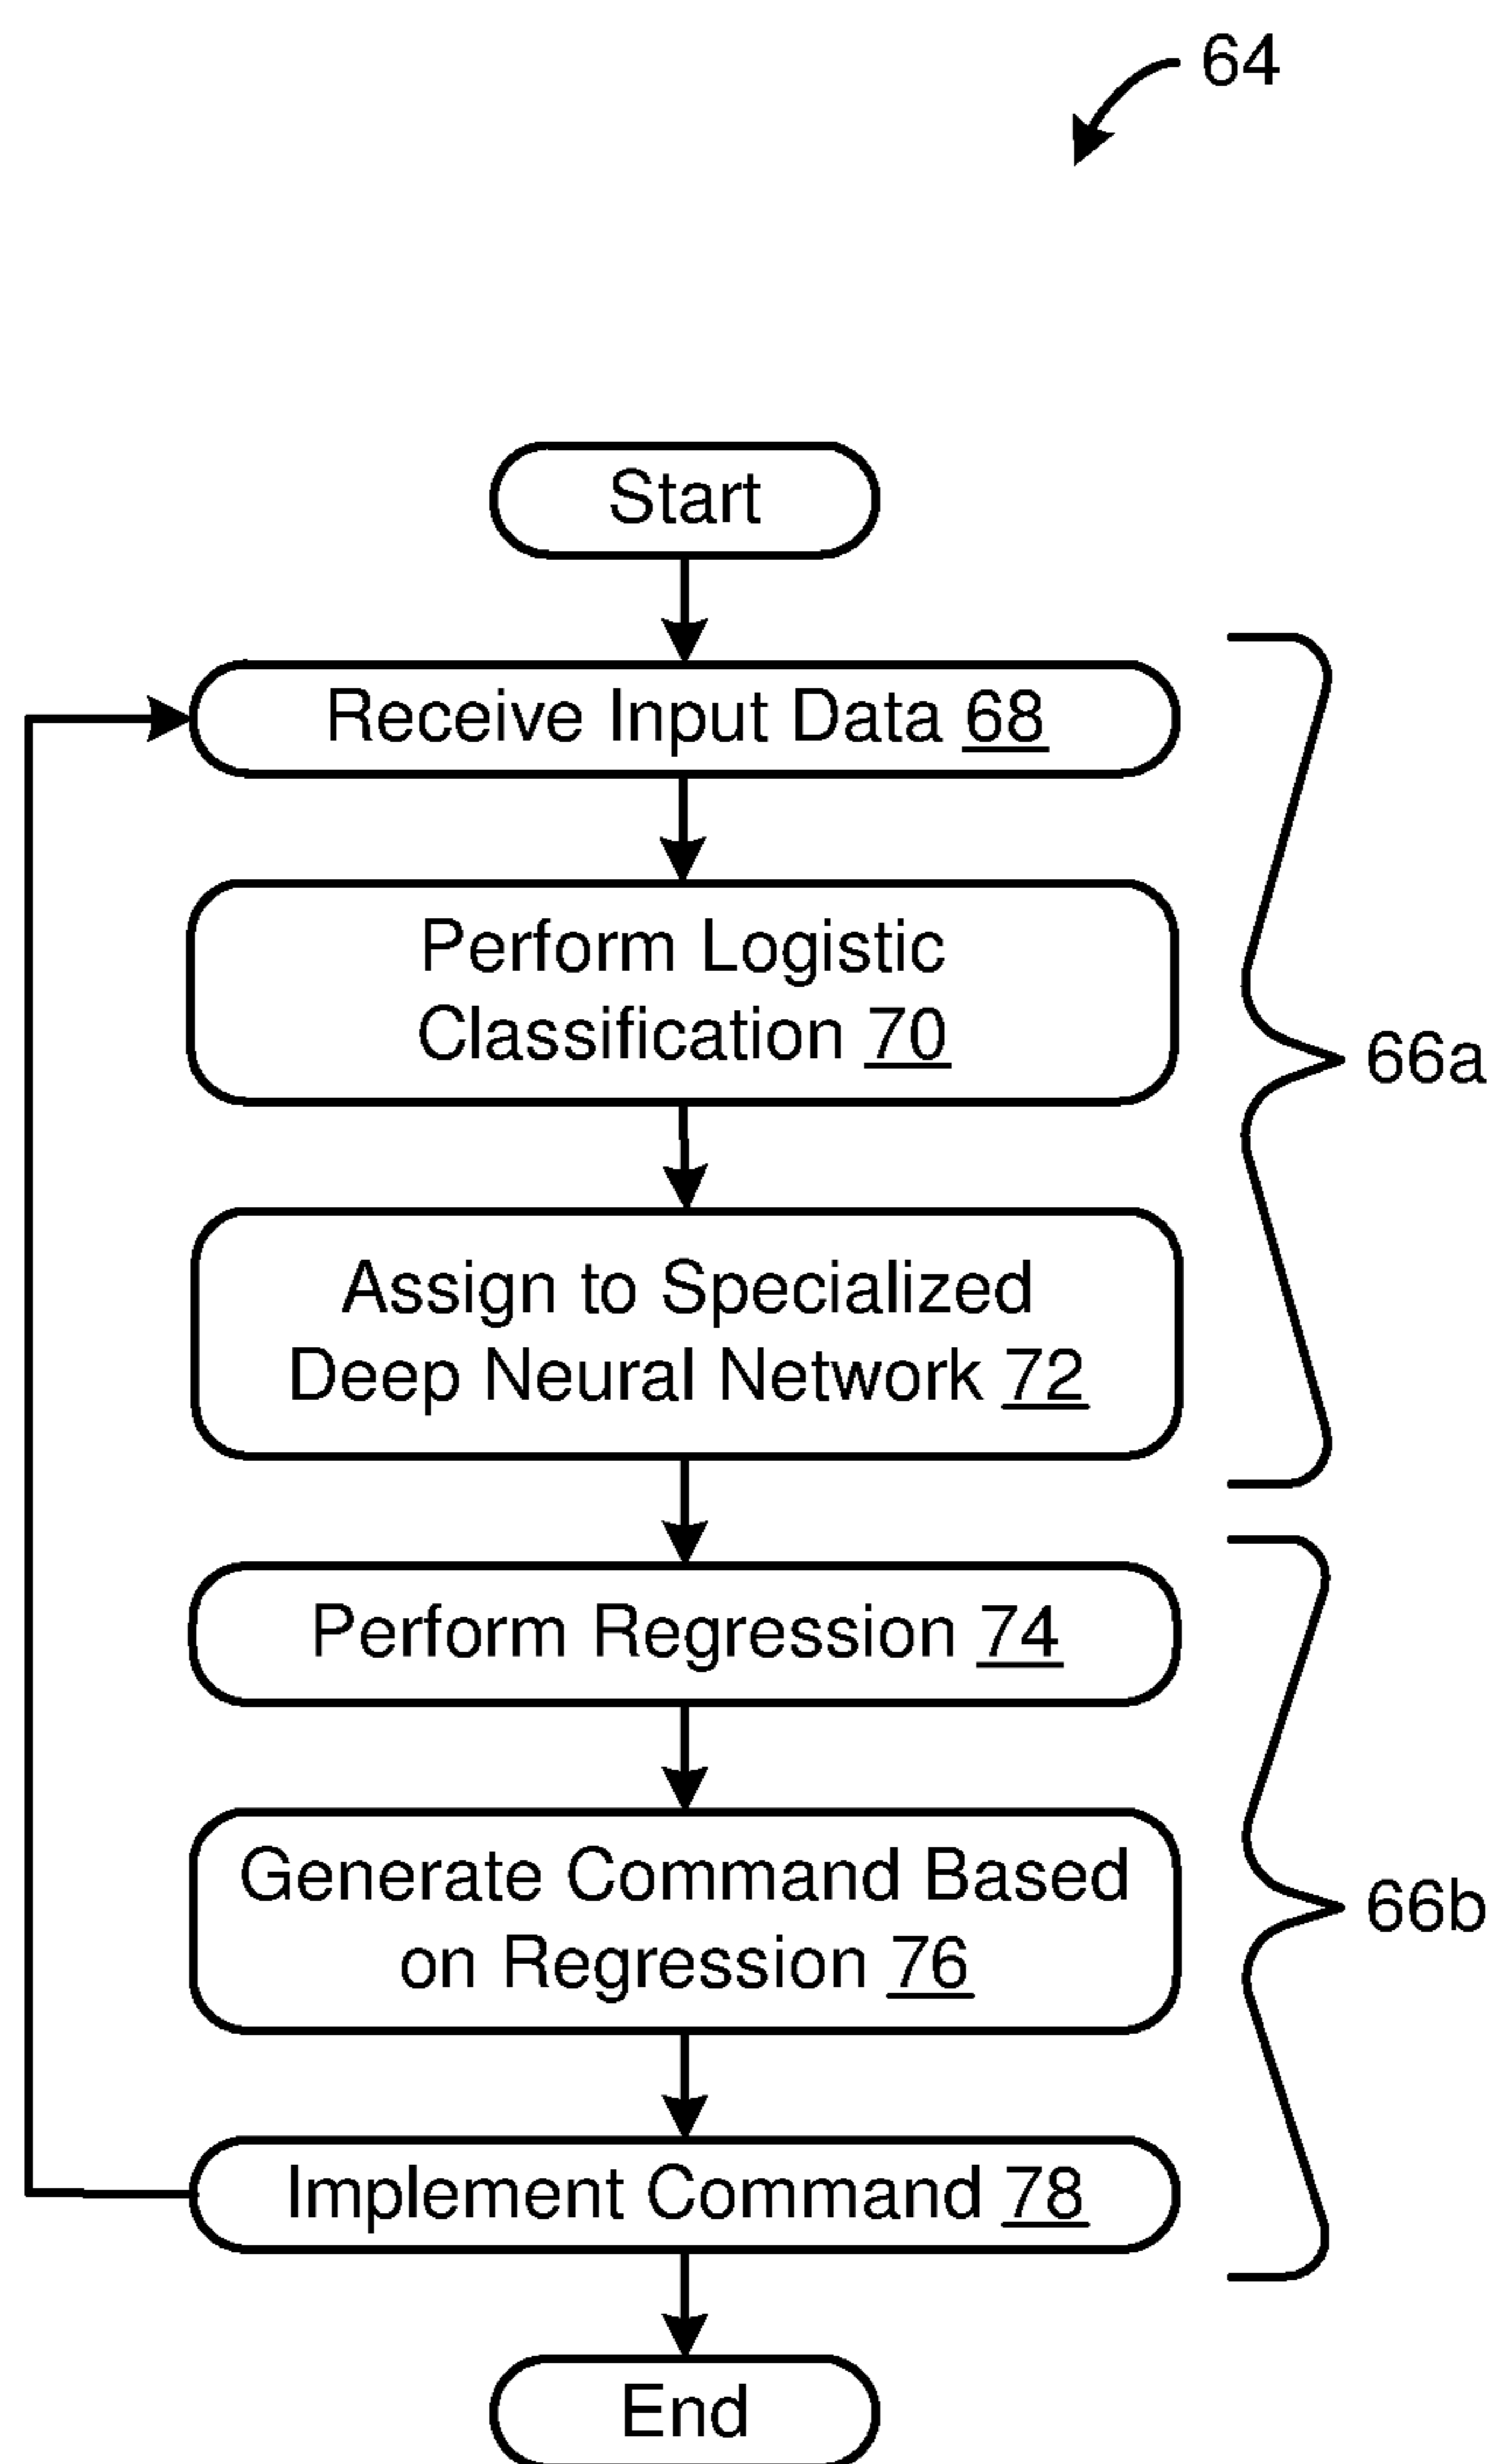 64
Start
Receive Input Data 68
Perform Logistic
Classification 70
66a
Assign to Specialized
Deep Neural Network 72
Perform Regression 74
Generate Command Based
on Regression 76
66b
Implement Command 78
End